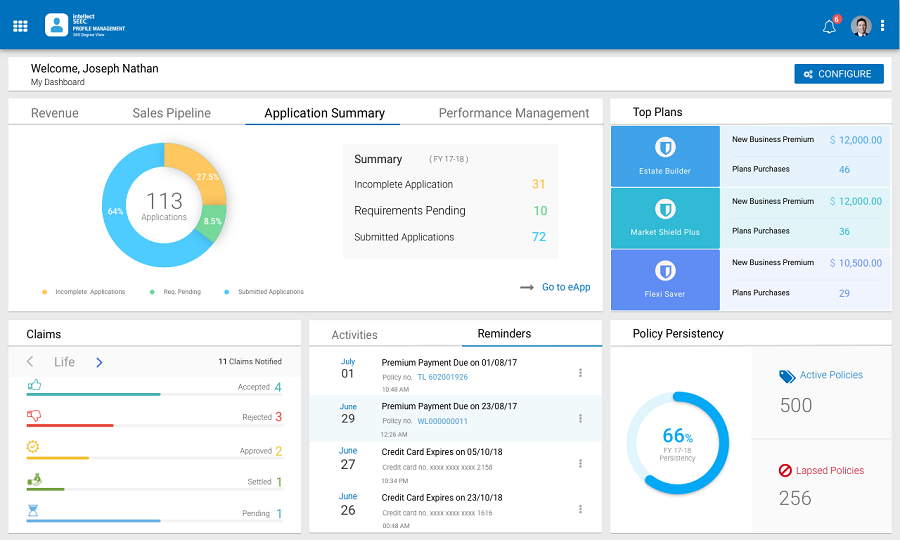 intellect
SEEC
PROFILE MANAGEMENT
360 Degree View
6
Welcome, Joseph Nathan
My Dashboard
CONFIGURE
Revenue
Sales Pipeline
Application Summary
Performance Management
27.5%
8.5%
64%
113
Applications
Incomplete Applications
Req. Pending
Submitted Applications
Summary
( FY 17-18 )
Incomplete Application 31
Requirements Pending 10
Submitted Applications 72
Go to eApp
Top Plans
Estate Builder
New Business Premium $ 12,000.00
Plans Purchases 46
Market Shield Plus
New Business Premium $ 12,000.00
Plans Purchases 36
Flexi Saver
New Business Premium $ 10,500.00
Plans Purchases 29
Claims
Life
11 Claims Notified
Accepted 4
Rejected 3
Approved 2
Settled 1
Pending 1
Activities
Reminders
July
01
Premium Payment Due on 01/08/17
Policy no. TL 602001926
10:48 AM
June
29
Premium Payment Due on 23/08/17
Policy no. WL000000011
12:26 AM
June
27
Credit Card Expires on 05/10/18
Credit card no. xxxx xxxx xxxx 2158
10:34 PM
June
26
Credit Card Expires on 23/10/18
Credit card no. xxxx xxxx xxxx 1616
00:48 AM
Policy Persistency
66%
FY 17-18
Persistency
Active Policies
500
Lapsed Policies
256